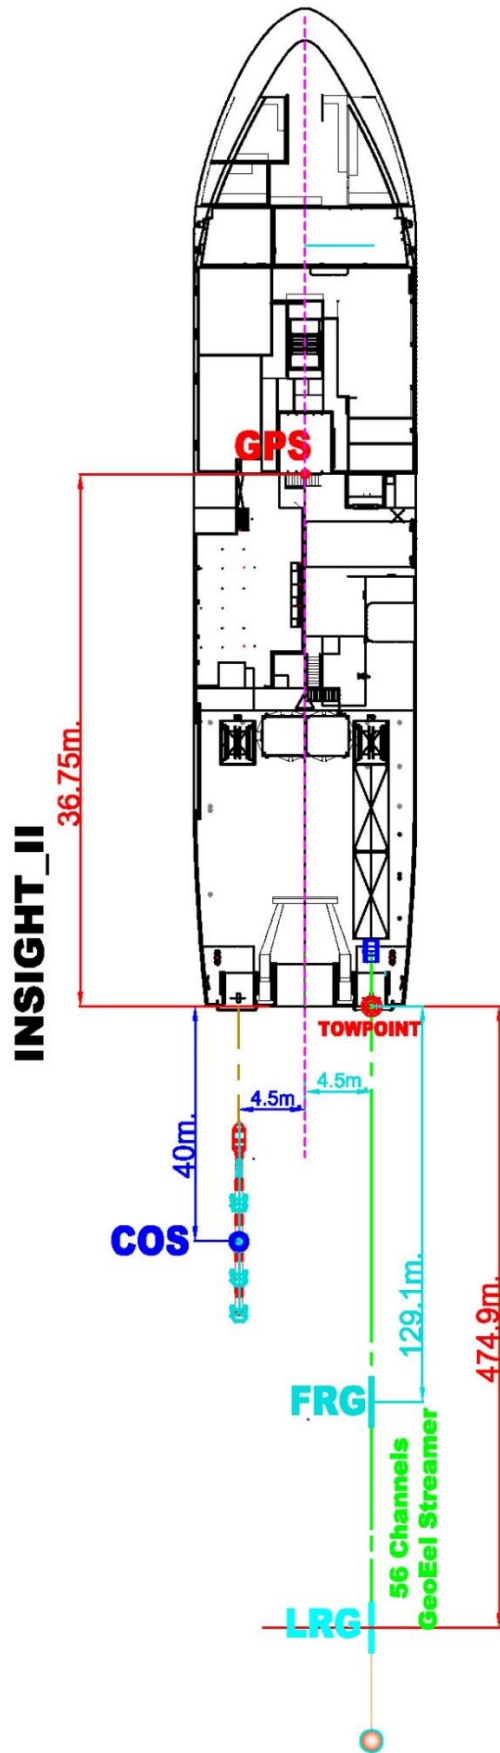 GPS
36.75m.
INSIGHT_II
TOWPOINT
4.5m.
4.5m.
40m.
COS
129.1m.
474.9m.
FRG
56 Channels
GeoEel Streamer
LRG